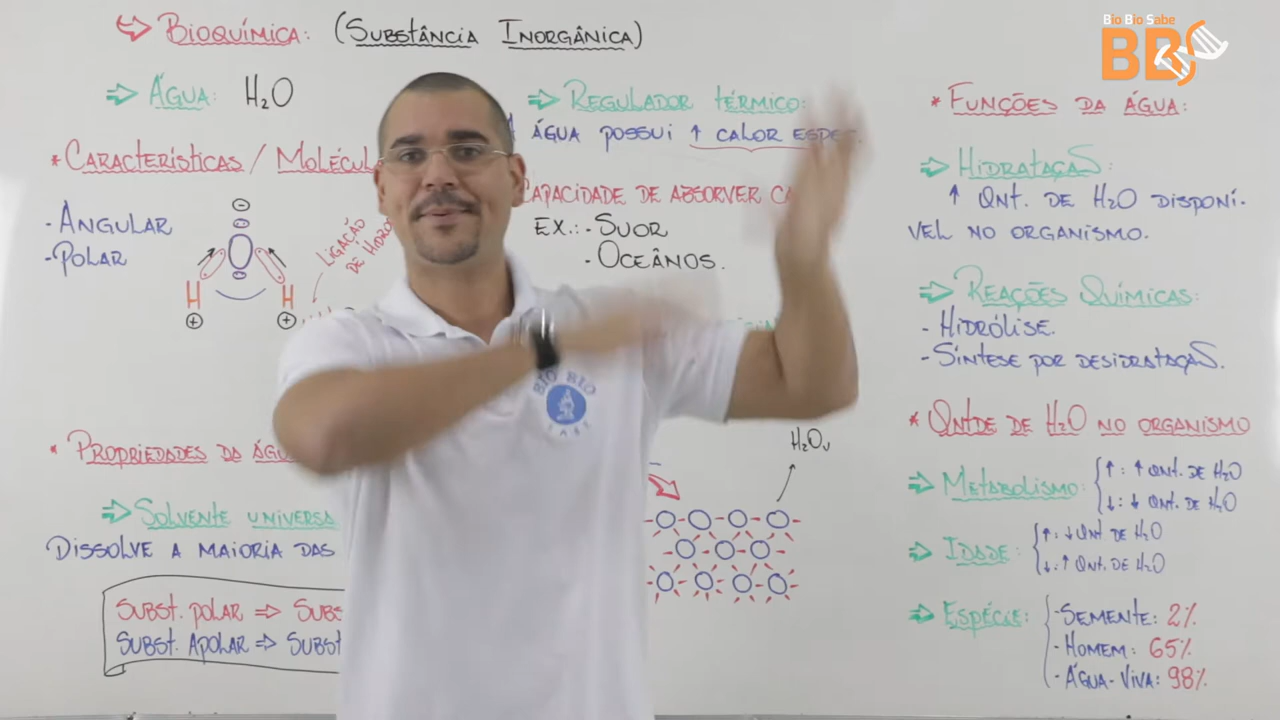 Bio Bio Sabe
BBS
BIOQUÍMICA: (SUBSTÂNCIA INORGÂNICA)
ÁGUA: H₂O
* CARACTERÍSTICAS / MOLÉCUL
- ANGULAR
- POLAR
LIGAÇÃO
DE HIDRO
H H
* PROPRIEDADES DA ÁGU
SOLVENTE UNIVERSA
DISSOLVE A MAIORIA DAS
SUBST. POLAR ⇒ SUBS
SUBST. APOLAR ⇒ SUBST
REGULADOR TÉRMICO:
ÁGUA POSSUI ↑ CALOR ESPEC.
CAPACIDADE DE ABSORVER CA
EX.: - SUOR
- OCEÂNOS.
H₂Ov
BIO BIO
SABE
* FUNÇÕES DA ÁGUA:
HIDRATAÇÃO:
↑ QNT. DE H₂O DISPONÍ-
VEL NO ORGANISMO.
REAÇÕES QUÍMICAS:
- HIDRÓLISE.
- SÍNTESE POR DESIDRATAÇÃO.
* QNTDE DE H₂O NO ORGANISMO
METABOLISMO: ↑: ↑ QNT. DE H₂O
↓: ↓ QNT. DE H₂O
IDADE: ↑: ↓ QNT DE H₂O
↓: ↑ QNT. DE H₂O
ESPÉCIE: - SEMENTE: 2%
- HOMEM: 65%
- ÁGUA-VIVA: 98%